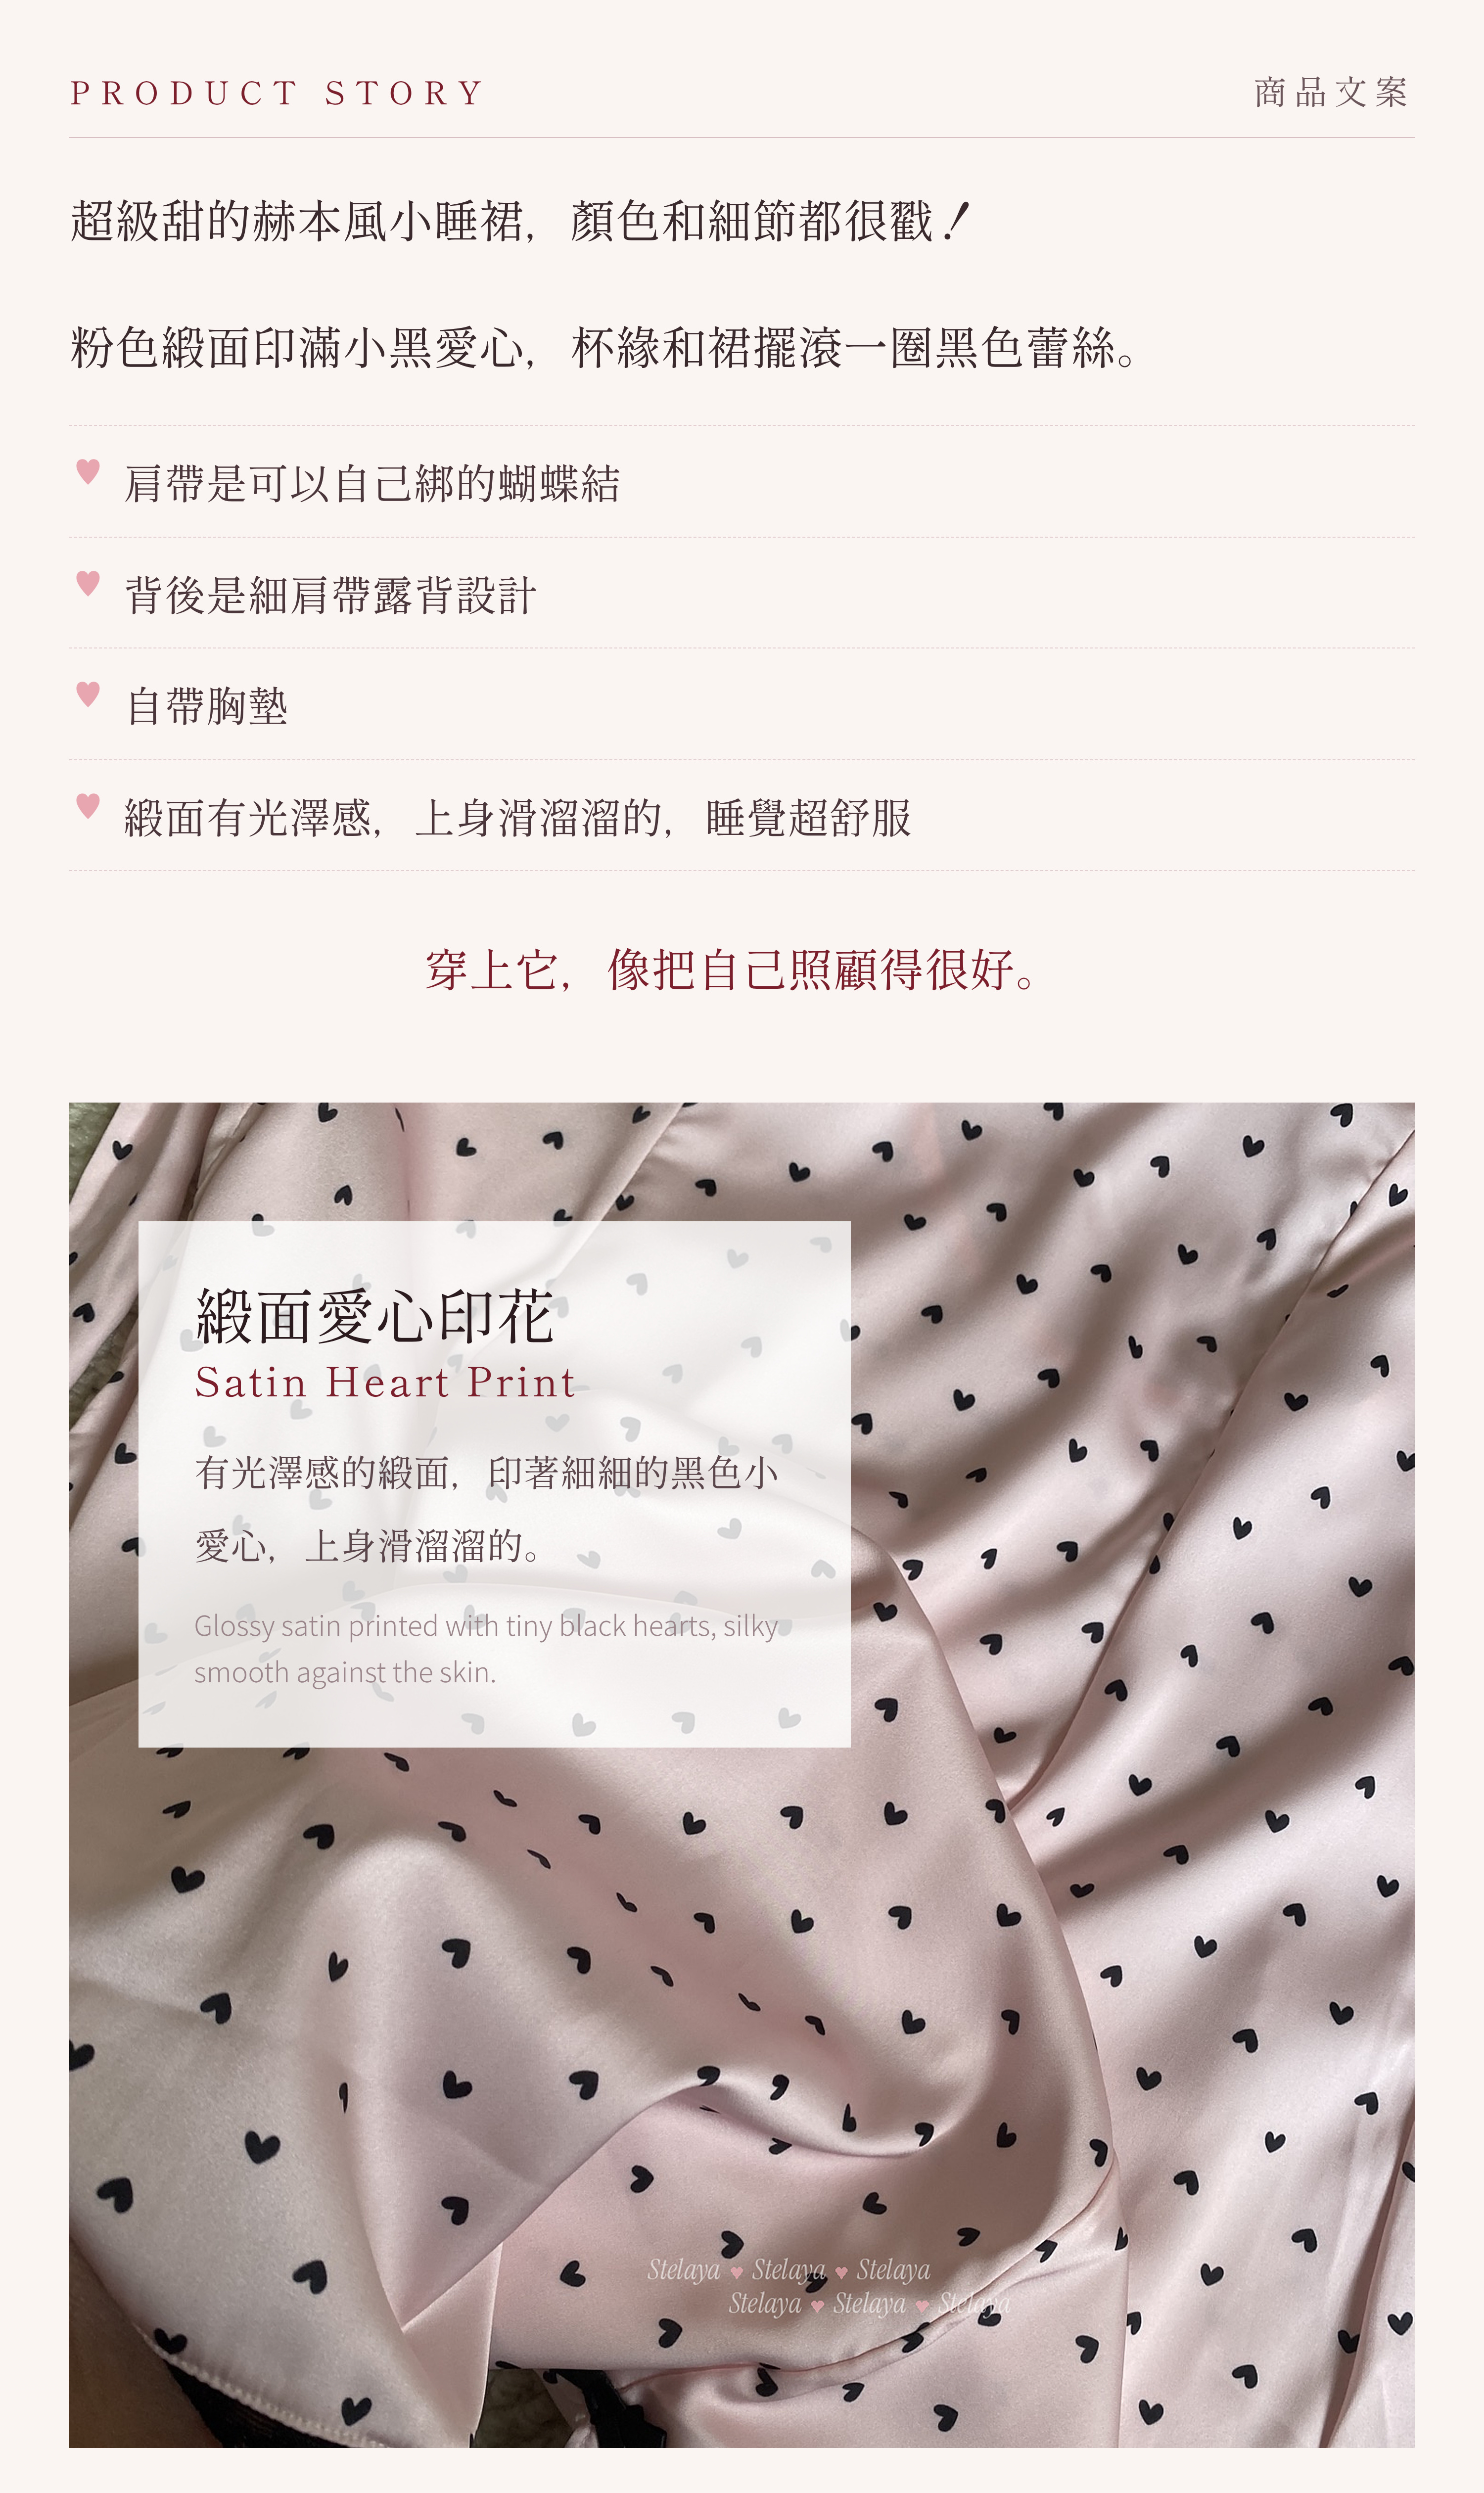 PRODUCT STORY
商品文案
超級甜的赫本風小睡裙，顏色和細節都很戳！
粉色緞面印滿小黑愛心，杯緣和裙擺滾一圈黑色蕾絲。
肩帶是可以自己綁的蝴蝶結
背後是細肩帶露背設計
自帶胸墊
緞面有光澤感，上身滑溜溜的，睡覺超舒服
穿上它，像把自己照顧得很好。
緞面愛心印花
Satin Heart Print
有光澤感的緞面，印著細細的黑色小
愛心，上身滑溜溜的。
Glossy satin printed with tiny black hearts, silky
smooth against the skin.
Stelaya ♥ Stelaya ♥ Stelaya
Stelaya ♥ Stelaya ♥ Stelaya